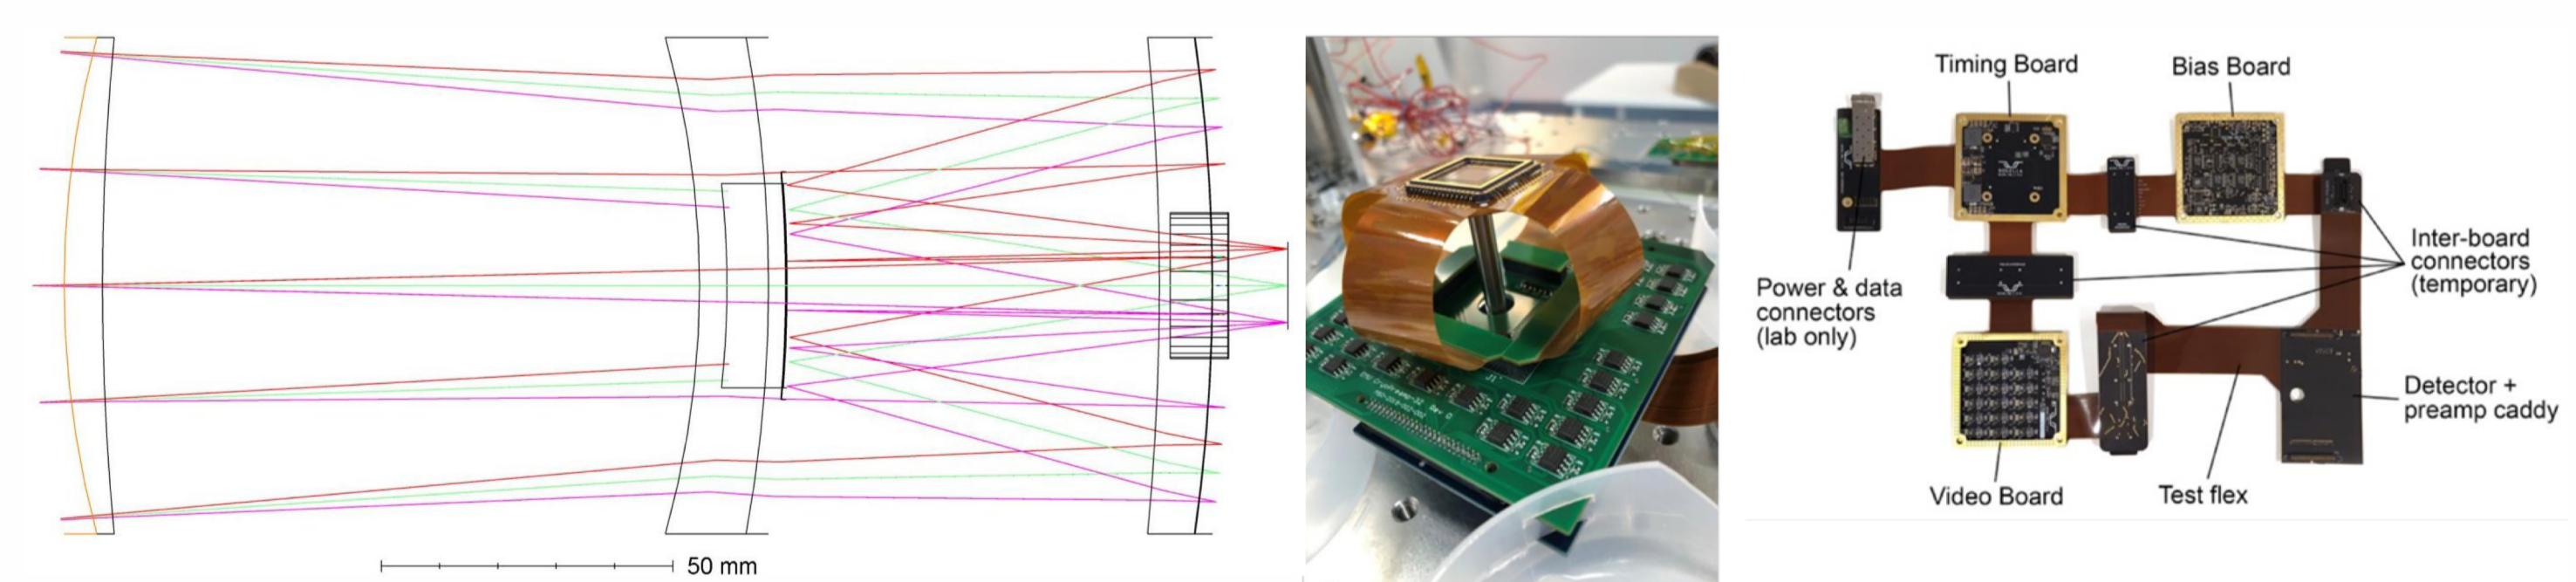 50 mm
J1
Timing Board
Bias Board
Power & data
connectors
(lab only)
Inter-board
connectors
(temporary)
Detector +
preamp caddy
Video Board
Test flex